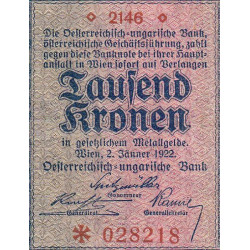 ◇ 2146 ◇
Die Oesterreichisch-ungarische Bank,
österreichische Geschäftsführung, zahlt
gegen diese Banknote bei ihrer Haupt-
anstalt in Wien sofort auf Verlangen
Tausend
Kronen
in gesetzlichem Metallgelde.
Wien, 2. Jänner 1922.
Oesterreichisch-ungarische Bank
Gouverneur
Generalrat Generalsekretär
* 028218